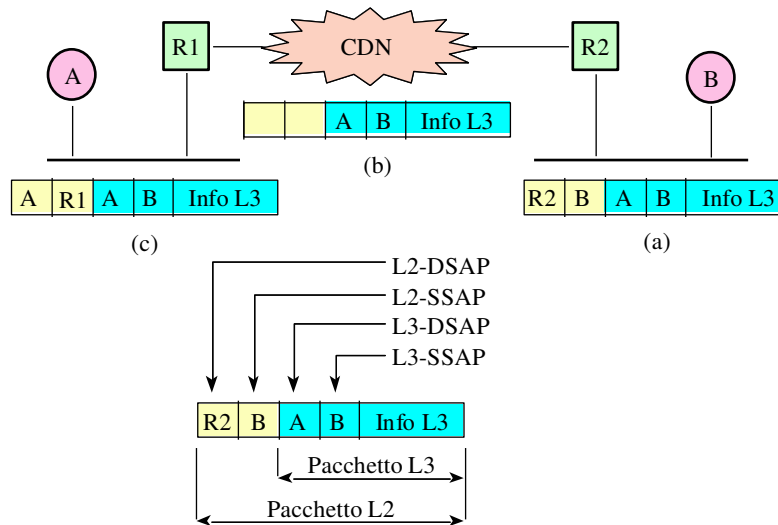 R1
CDN
R2
A
B
A B Info L3
(b)
A R1 A B Info L3
R2 B A B Info L3
(c)
(a)
L2-DSAP
L2-SSAP
L3-DSAP
L3-SSAP
R2 B A B Info L3
Pacchetto L3
Pacchetto L2